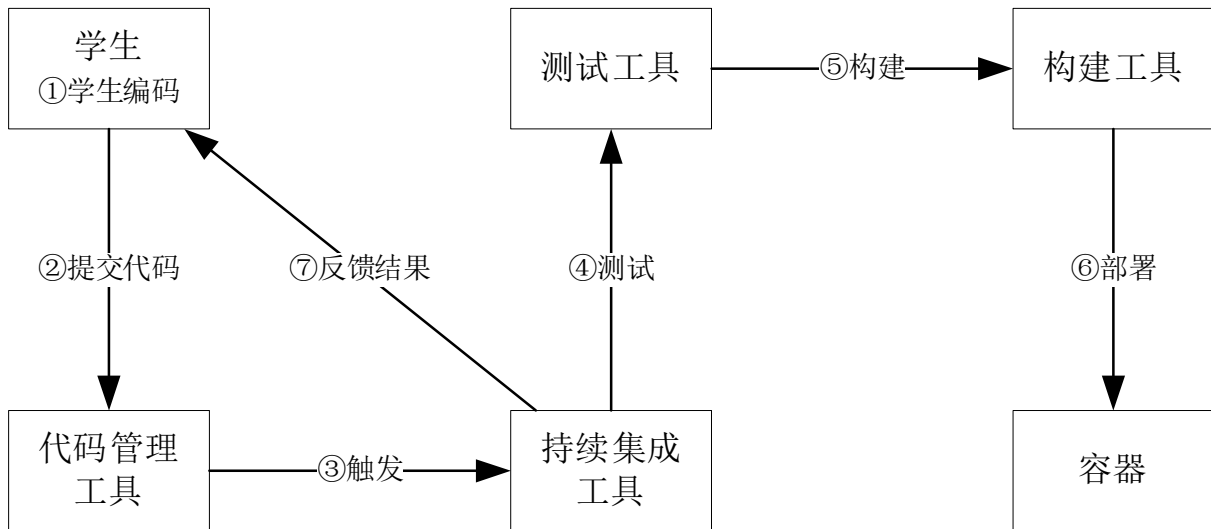 学生
①学生编码
测试工具
⑤构建
构建工具
②提交代码
⑦反馈结果
④测试
⑥部署
代码管理
工具
③触发
持续集成
工具
容器